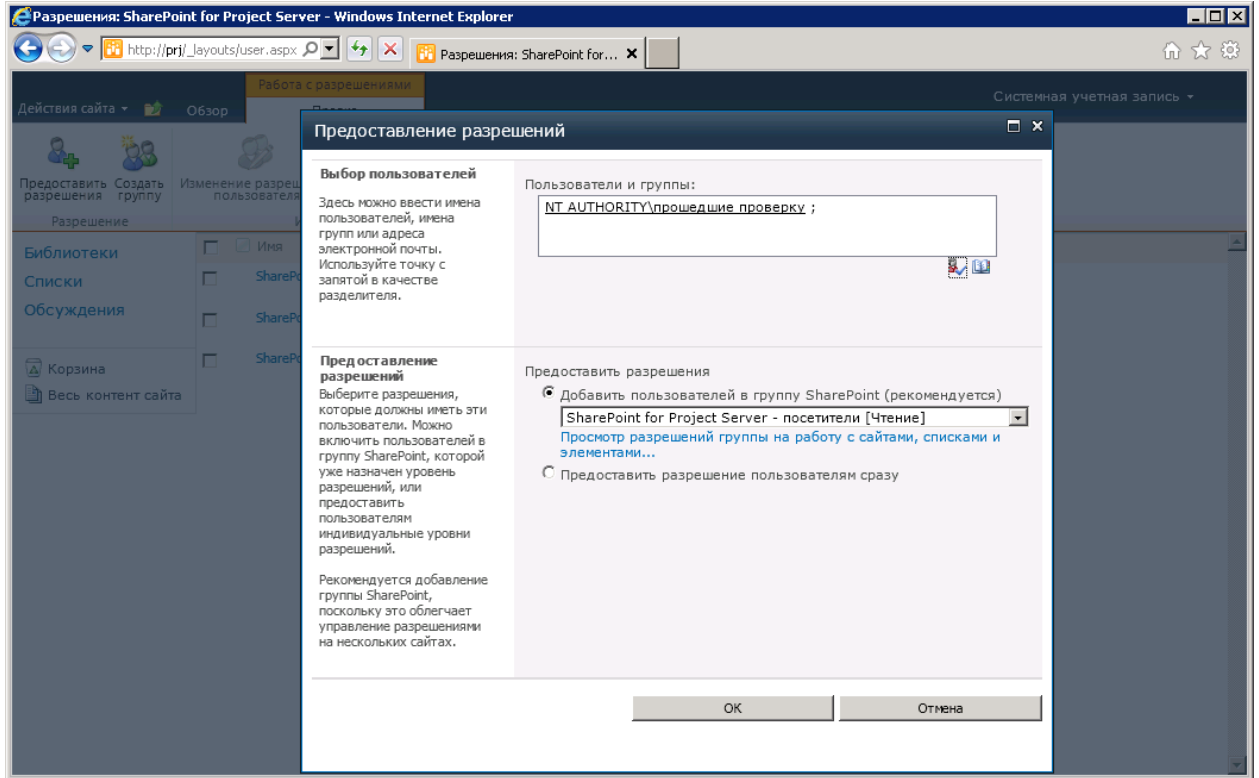 Разрешения: SharePoint for Project Server - Windows Internet Explorer
http://prj/_layouts/user.aspx
Разрешения: SharePoint for...
Работа с разрешениями
Действия сайта
Обзор
Правка
Системная учетная запись
Предоставить разрешения
Создать группу
Изменение разреш
пользователя
Разрешение
Библиотеки
Списки
Обсуждения
Корзина
Весь контент сайта
Имя
SharePo
SharePo
SharePo
Предоставление разрешений
Выбор пользователей
Здесь можно ввести имена
пользователей, имена
групп или адреса
электронной почты.
Используйте точку с
запятой в качестве
разделителя.
Пользователи и группы:
NT AUTHORITY\прошедшие проверку ;
Предоставление
разрешений
Выберите разрешения,
которые должны иметь эти
пользователи. Можно
включить пользователей в
группу SharePoint, которой
уже назначен уровень
разрешений, или
предоставить
пользователям
индивидуальные уровни
разрешений.
Рекомендуется добавление
группы SharePoint,
поскольку это облегчает
управление разрешениями
на нескольких сайтах.
Предоставить разрешения
Добавить пользователей в группу SharePoint (рекомендуется)
SharePoint for Project Server - посетители [Чтение]
Просмотр разрешений группы на работу с сайтами, списками и
элементами...
Предоставить разрешение пользователям сразу
OK
Отмена